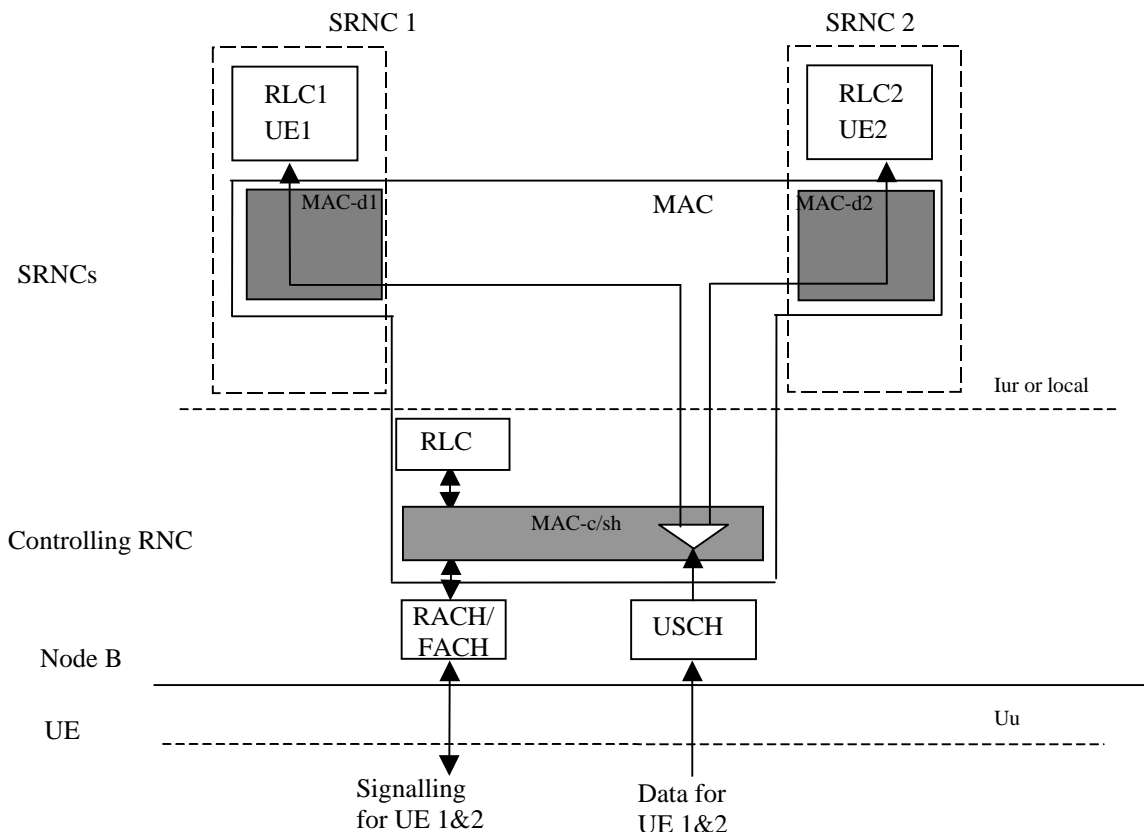 SRNC 1
SRNC 2
RLC1
UE1
RLC2
UE2
MAC-d1
MAC
MAC-d2
SRNCs
Iur or local
RLC
MAC-c/sh
Controlling RNC
RACH/
FACH
USCH
Node B
UE
Uu
Signalling
for UE 1&2
Data for
UE 1&2